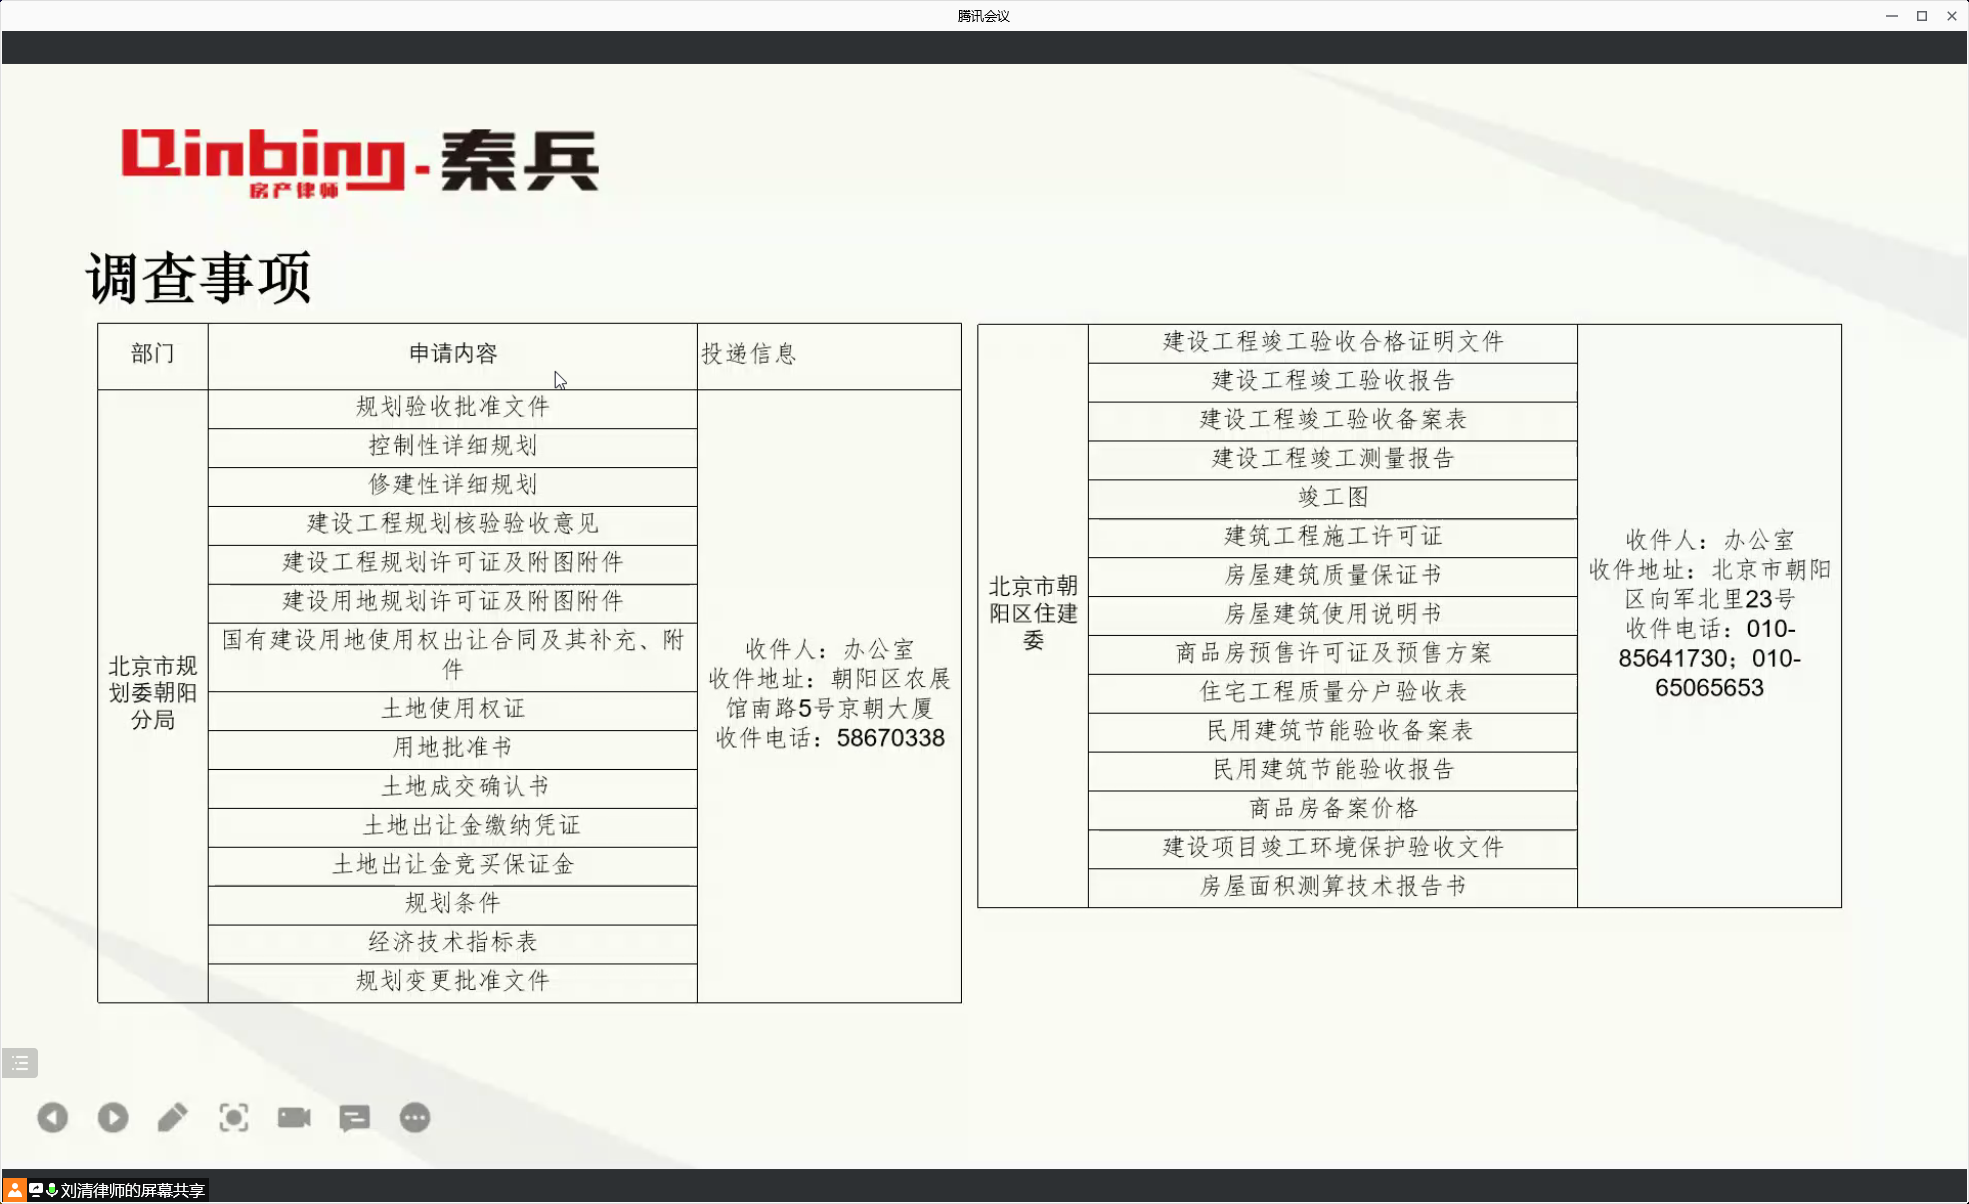 腾讯会议
Qinbing-秦兵
房产律师
调查事项
部门
申请内容
投递信息
北京市规
划委朝阳
分局
规划验收批准文件
控制性详细规划
修建性详细规划
建设工程规划核验验收意见
建设工程规划许可证及附图附件
建设用地规划许可证及附图附件
国有建设用地使用权出让合同及其补充、附
件
土地使用权证
用地批准书
土地成交确认书
土地出让金缴纳凭证
土地出让金竞买保证金
规划条件
经济技术指标表
规划变更批准文件
收件人：办公室
收件地址：朝阳区农展
馆南路5号京朝大厦
收件电话：58670338
北京市朝
阳区住建
委
建设工程竣工验收合格证明文件
建设工程竣工验收报告
建设工程竣工验收备案表
建设工程竣工测量报告
竣工图
建筑工程施工许可证
房屋建筑质量保证书
房屋建筑使用说明书
商品房预售许可证及预售方案
住宅工程质量分户验收表
民用建筑节能验收备案表
民用建筑节能验收报告
商品房备案价格
建设项目竣工环境保护验收文件
房屋面积测算技术报告书
收件人：办公室
收件地址：北京市朝阳
区向军北里23号
收件电话：010-
85641730；010-
65065653
刘清律师的屏幕共享